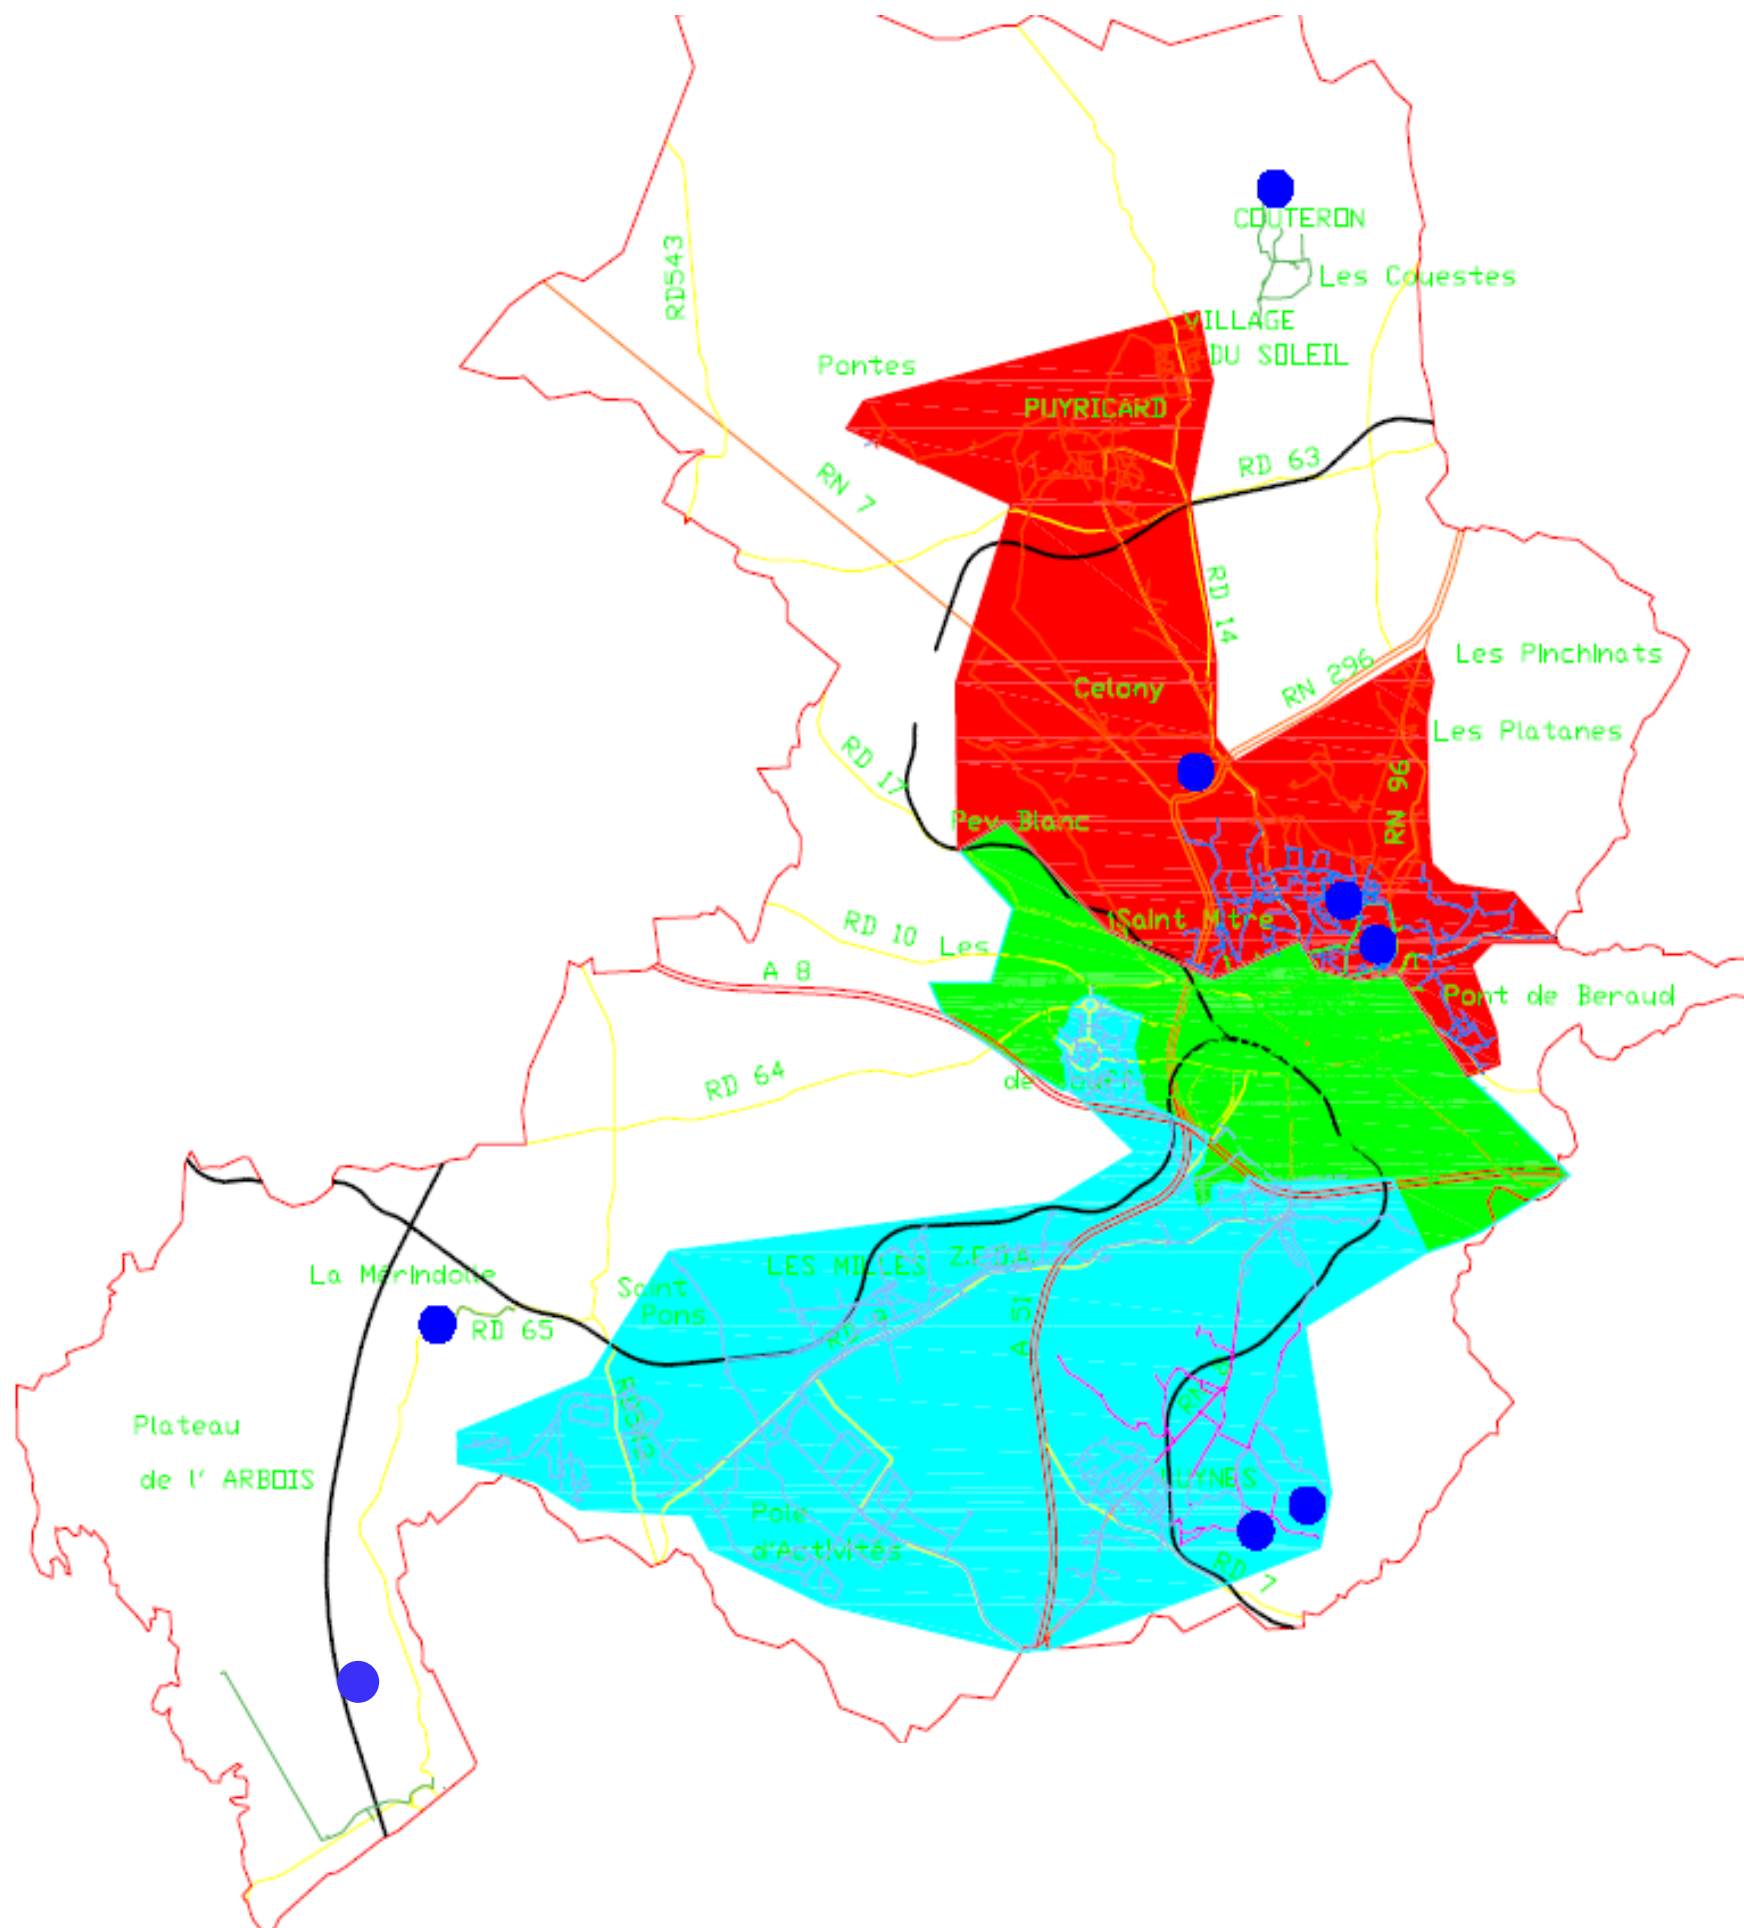 COUTERON
Les Couestes
RD543
VILLAGE
DU SOLEIL
Pontes
PUYRICARD
RN 7
RD 63
RD 14
Les Pinchinats
RN 296
Celony
Les Platanes
RD 17
RN 96
Pey Blanc
Saint Mitre
RD 10
Les
A 8
Pont de Beraud
RD 64
de
La Mérindolle
LES MILLES
Saint
Pons
RD 65
A 51
Plateau
de l' ARBOIS
Pole
d'Activités
RD 7